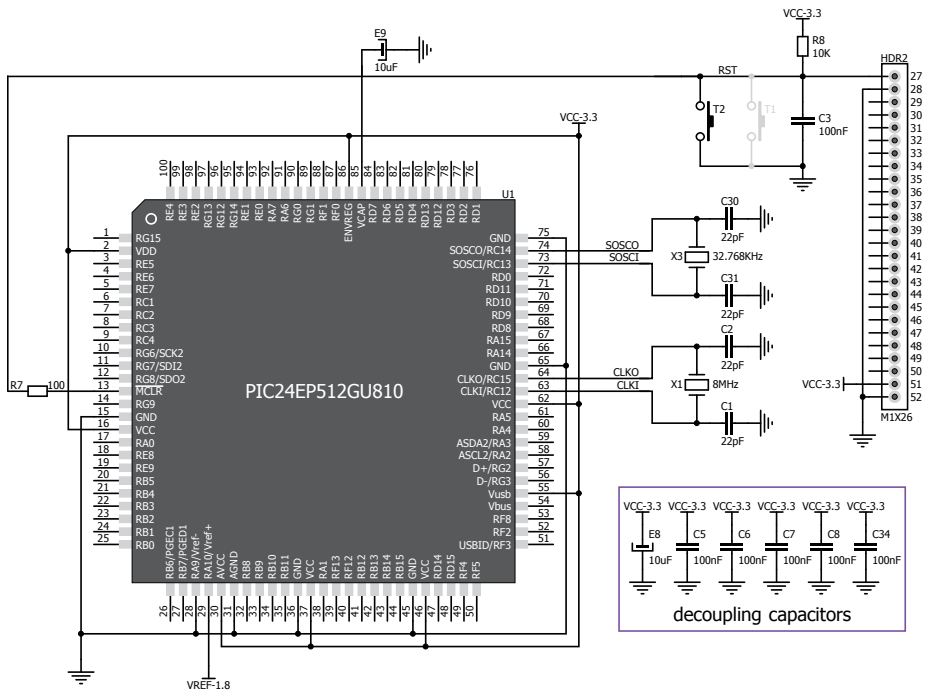 VCC-3.3
R8
10K
E9
10uF
RST
HDR2
27
28
29
30
31
32
33
34
35
36
37
38
39
40
41
42
43
44
45
46
47
48
49
50
51
52
M1X26
VCC-3.3
T2
T1
C3
100nF
VCC-3.3
100
99
98
97
96
95
94
93
92
91
90
89
88
87
86
85
84
83
82
81
80
79
78
77
76
U1
RE4
RE3
RE2
RG13
RG12
RG14
RE1
RE0
RA7
RA6
RG0
RG1
RF1
RF0
ENVREG
VCAP
RD7
RD6
RD5
RD4
RD13
RD12
RD3
RD2
RD1
1 RG15
2 VDD
3 RE5
4 RE6
5 RE7
6 RC1
7 RC2
8 RC3
9 RC4
10 RG6/SCK2
11 RG7/SDI2
12 RG8/SDO2
R7 100 13 MCLR
14 RG9
15 GND
16 VCC
17 RA0
18 RE8
19 RE9
20 RB5
21 RB4
22 RB3
23 RB2
24 RB1
25 RB0
PIC24EP512GU810
GND 75
SOSCO/RC14 74 SOSCO
SOSCI/RC13 73 SOSCI
RD0 72
RD11 71
RD10 70
RD9 69
RD8 68
RA15 67
RA14 66
GND 65
CLKO/RC15 64 CLKO
CLKI/RC12 63 CLKI
VCC 62
RA5 61
RA4 60
ASDA2/RA3 59
ASCL2/RA2 58
D+/RG2 57
D-/RG3 56
Vusb 55
Vbus 54
RF8 53
RF2 52
USBID/RF3 51
C30
22pF
X3 32.768KHz
C31
22pF
C2
22pF
X1 8MHz
C1
22pF
RB6/PGEC1
RB7/PGED1
RA9/Vref-
RA10/Vref+
AVCC
AGND
RB8
RB9
RB10
RB11
GND
VCC
RA1
RF13
RF12
RB12
RB13
RB14
RB15
GND
VCC
RD14
RD15
RF4
RF5
26
27
28
29
30
31
32
33
34
35
36
37
38
39
40
41
42
43
44
45
46
47
48
49
50
VREF-1.8
VCC-3.3 VCC-3.3 VCC-3.3 VCC-3.3 VCC-3.3 VCC-3.3
E8 C5 C6 C7 C8 C34
10uF 100nF 100nF 100nF 100nF 100nF
decoupling capacitors